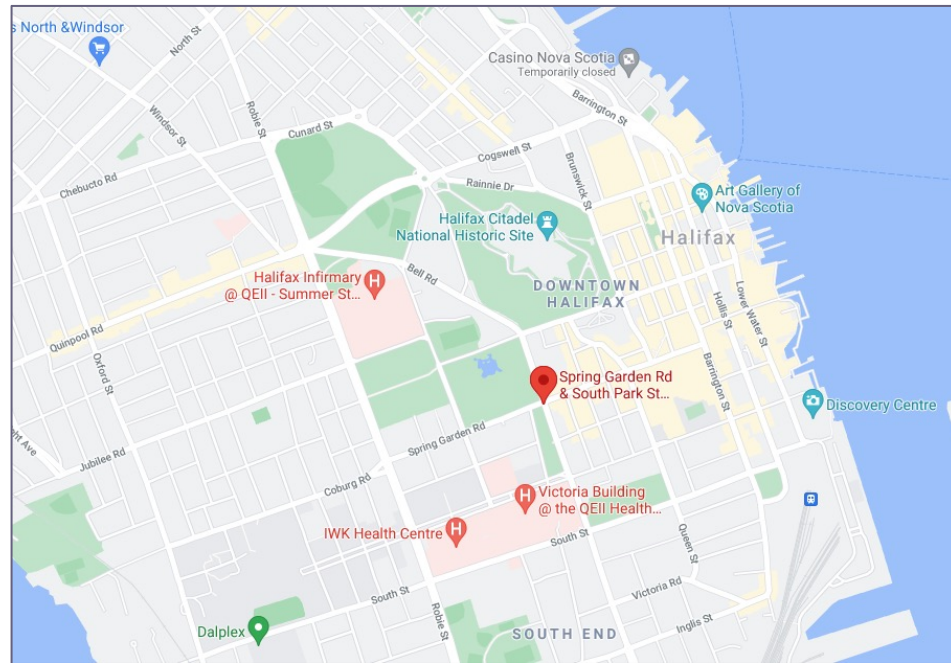 s North &Windsor
North St
Casino Nova Scotia
Temporarily closed
Windsor St
Robie St
Barrington St
Cunard St
Cogswell St
Chebucto Rd
Rainnie Dr
Brunswick St
Art Gallery of
Nova Scotia
Halifax Citadel
National Historic Site
Halifax
Bell Rd
Halifax Infirmary
@ QEII - Summer St...
DOWNTOWN
HALIFAX
Lower Water St
Hollis St
Quinpool Rd
Oxford St
Barrington St
Spring Garden Rd
& South Park St...
Discovery Centre
Spring Garden Rd
ht Ave
Jubilee Rd
Coburg Rd
Victoria Building
@ the QEII Health...
IWK Health Centre
South St
Queen St
South St
Victoria Rd
Robie St
Inglis St
Dalplex
SOUTH END